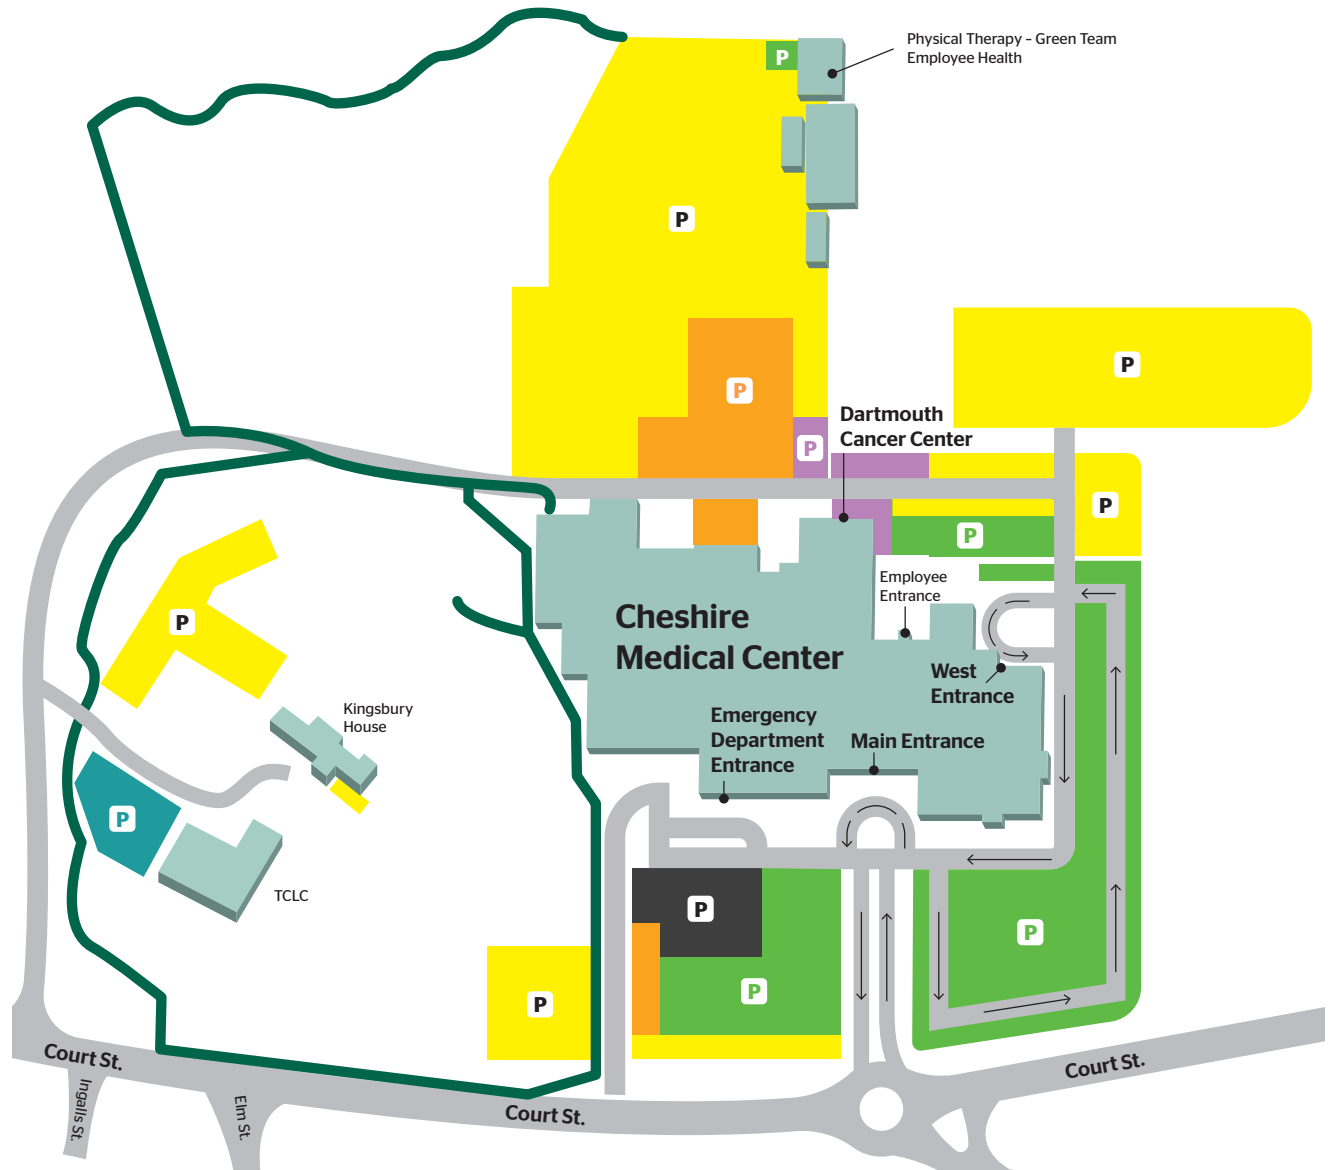 Physical Therapy – Green Team
Employee Health
P
P
P
P
P
Dartmouth
Cancer Center
P
P
Employee
Entrance
Cheshire
Medical Center
West
Entrance
P
Kingsbury
House
Emergency
Department
Entrance
Main Entrance
P
TCLC
P
P
P
P
Court St.
Court St.
Court St.
Ingalls St.
Elm St.